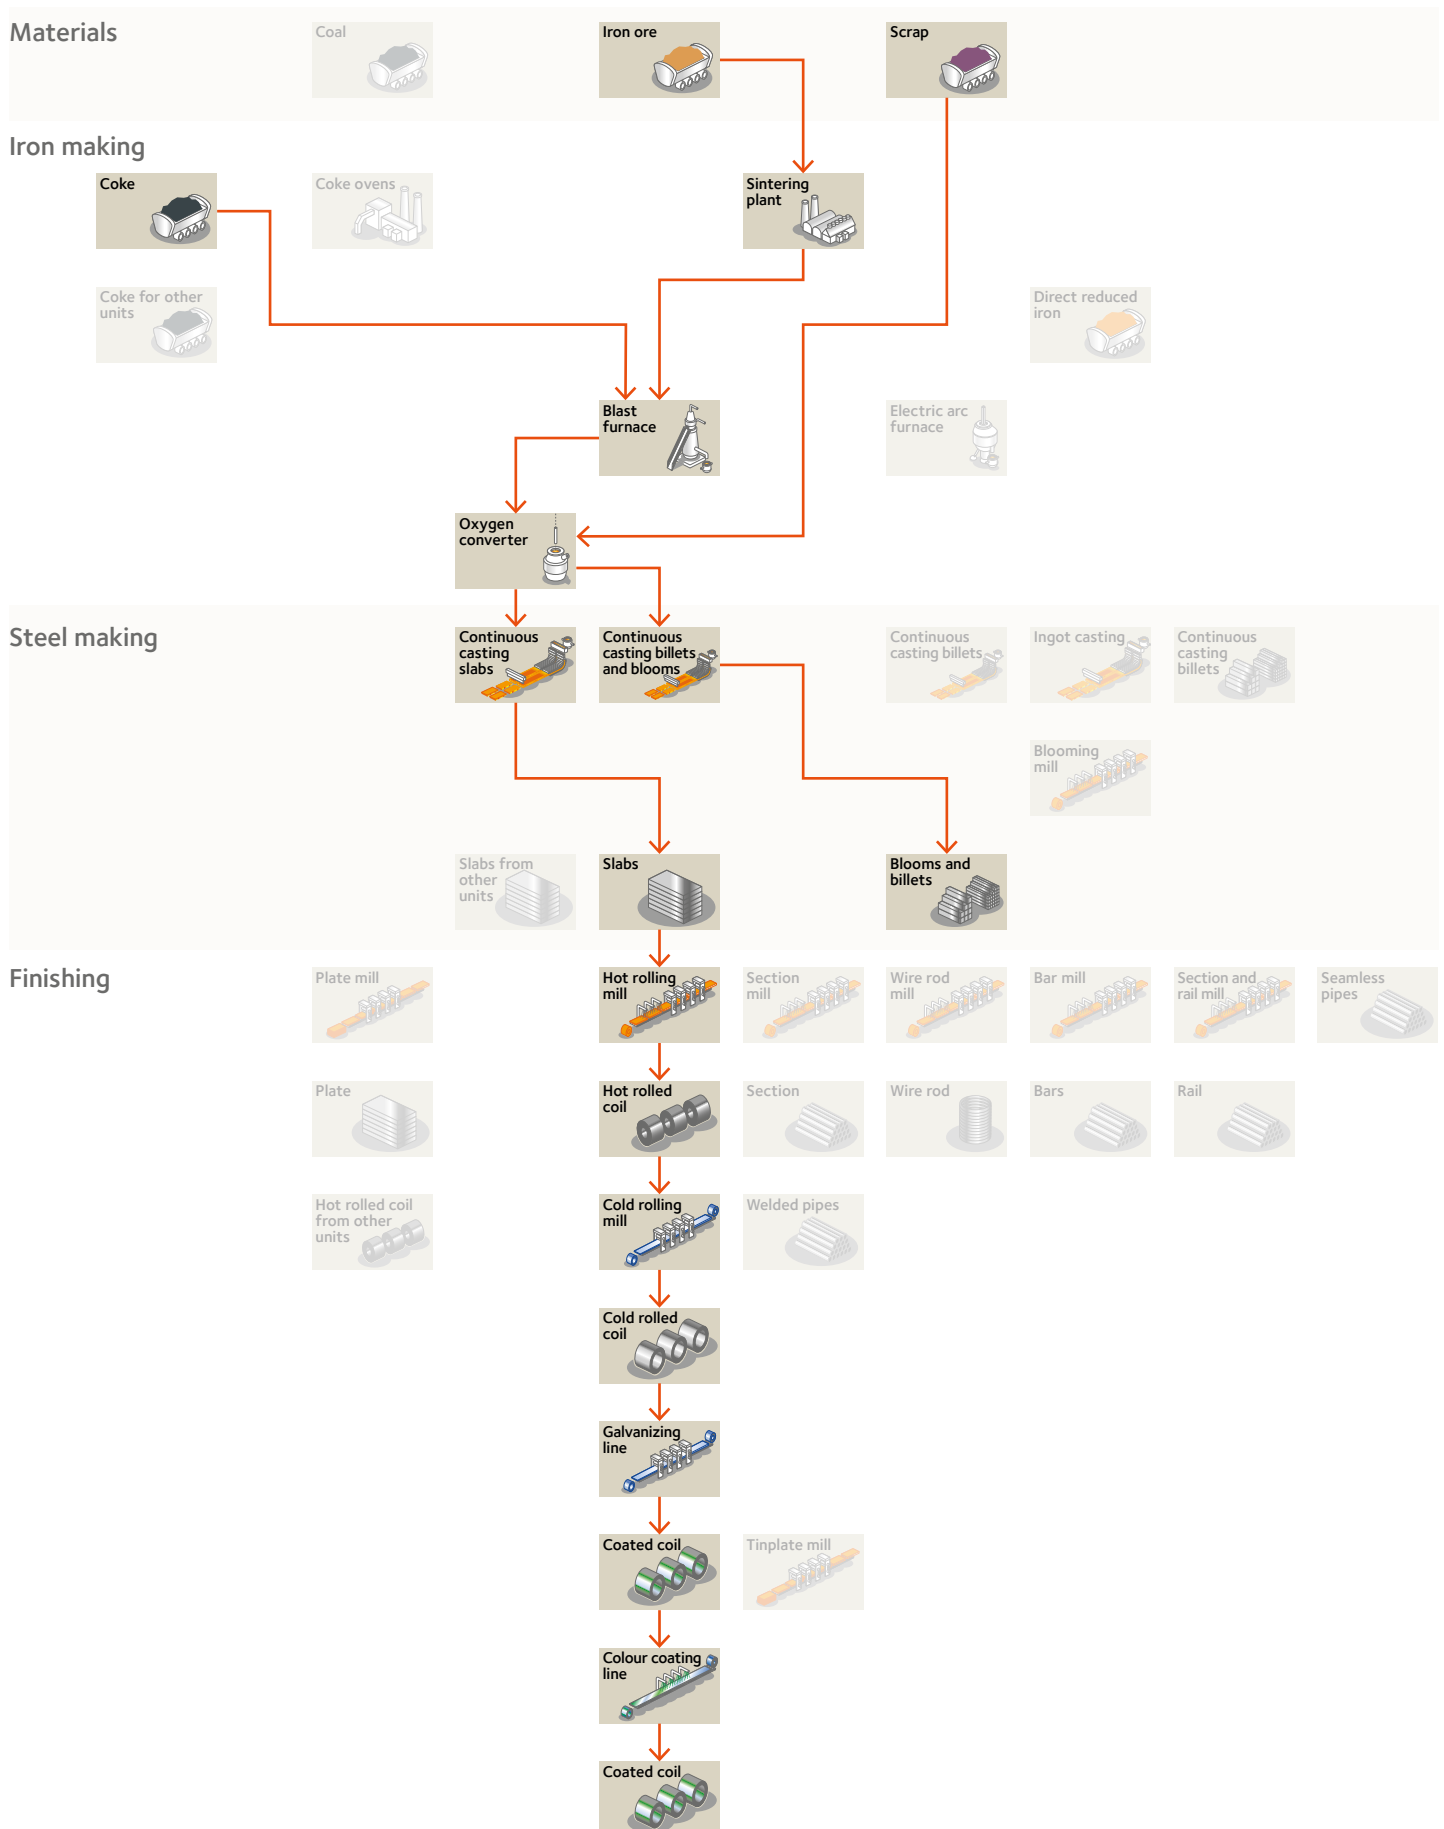 Materials
Coal
Iron ore
Scrap
Iron making
Coke
Coke ovens
Sintering
plant
Coke for other
units
Direct reduced
iron
Blast
furnace
Electric arc
furnace
Oxygen
converter
Steel making
Continuous
casting
slabs
Continuous
casting billets
and blooms
Continuous
casting billets
Ingot casting
Continuous
casting
billets
Blooming
mill
Slabs from
other
units
Slabs
Blooms and
billets
Finishing
Plate mill
Hot rolling
mill
Section
mill
Wire rod
mill
Bar mill
Section and
rail mill
Seamless
pipes
Plate
Hot rolled
coil
Section
Wire rod
Bars
Rail
Hot rolled coil
from other
units
Cold rolling
mill
Welded pipes
Cold rolled
coil
Galvanizing
line
Coated coil
Tinplate mill
Colour coating
line
Coated coil